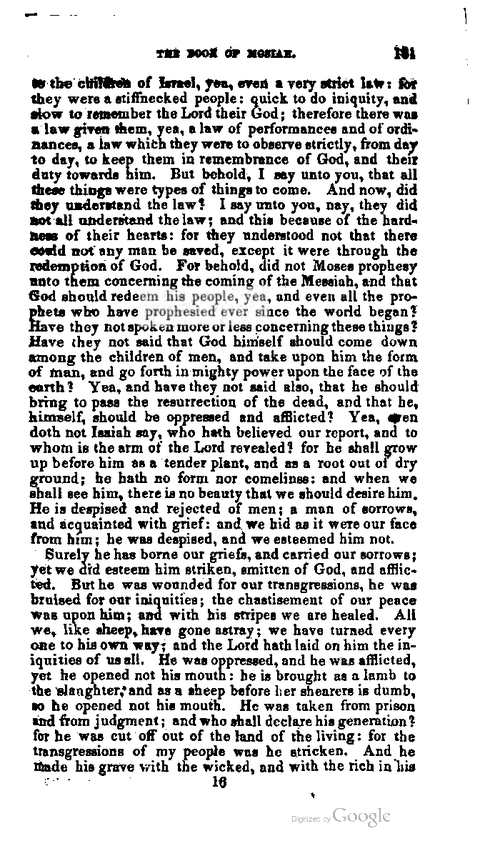 THE BOOK OF MOSIAH. 181
to the children of Israel, yea, even a very strict law: for
they were a stiffnecked people: quick to do iniquity, and
slow to remember the Lord their God; therefore there was
a law given them, yea, a law of performances and of ordi-
nances, a law which they were to observe strictly, from day
to day, to keep them in remembrance of God, and their
duty towards him. But behold, I say unto you, that all
these things were types of things to come. And now, did
they understand the law? I say unto you, nay, they did
not all understand the law; and this because of the hard-
ness of their hearts: for they understood not that there
could not any man be saved, except it were through the
redemption of God. For behold, did not Moses prophesy
unto them concerning the coming of the Messiah, and that
God should redeem his people, yea, and even all the pro-
phets who have prophesied ever since the world began?
Have they not spoken more or less concerning these things?
Have they not said that God himself should come down
among the children of men, and take upon him the form
of man, and go forth in mighty power upon the face of the
earth? Yea, and have they not said also, that he should
bring to pass the resurrection of the dead, and that he,
himself, should be oppressed and afflicted? Yea, even
doth not Isaiah say, who hath believed our report, and to
whom is the arm of the Lord revealed? for he shall grow
up before him as a tender plant, and as a root out of dry
ground; he hath no form nor comeliness: and when we
shall see him, there is no beauty that we should desire him.
He is despised and rejected of men; a man of sorrows,
and acquainted with grief: and we hid as it were our face
from him; he was despised, and we esteemed him not.
Surely he has borne our griefs, and carried our sorrows;
yet we did esteem him striken, smitten of God, and afflic-
ted. But he was wounded for our transgressions, he was
bruised for our iniquities; the chastisement of our peace
was upon him; and with his stripes we are healed. All
we, like sheep, have gone astray; we have turned every
one to his own way; and the Lord hath laid on him the in-
iquities of us all. He was oppressed, and he was afflicted,
yet he opened not his mouth: he is brought as a lamb to
the slaughter, and as a sheep before her shearers is dumb,
so he opened not his mouth. He was taken from prison
and from judgment; and who shall declare his generation?
for he was cut off out of the land of the living: for the
transgressions of my people was he stricken. And he
made his grave with the wicked, and with the rich in his
16
Digitized by Google